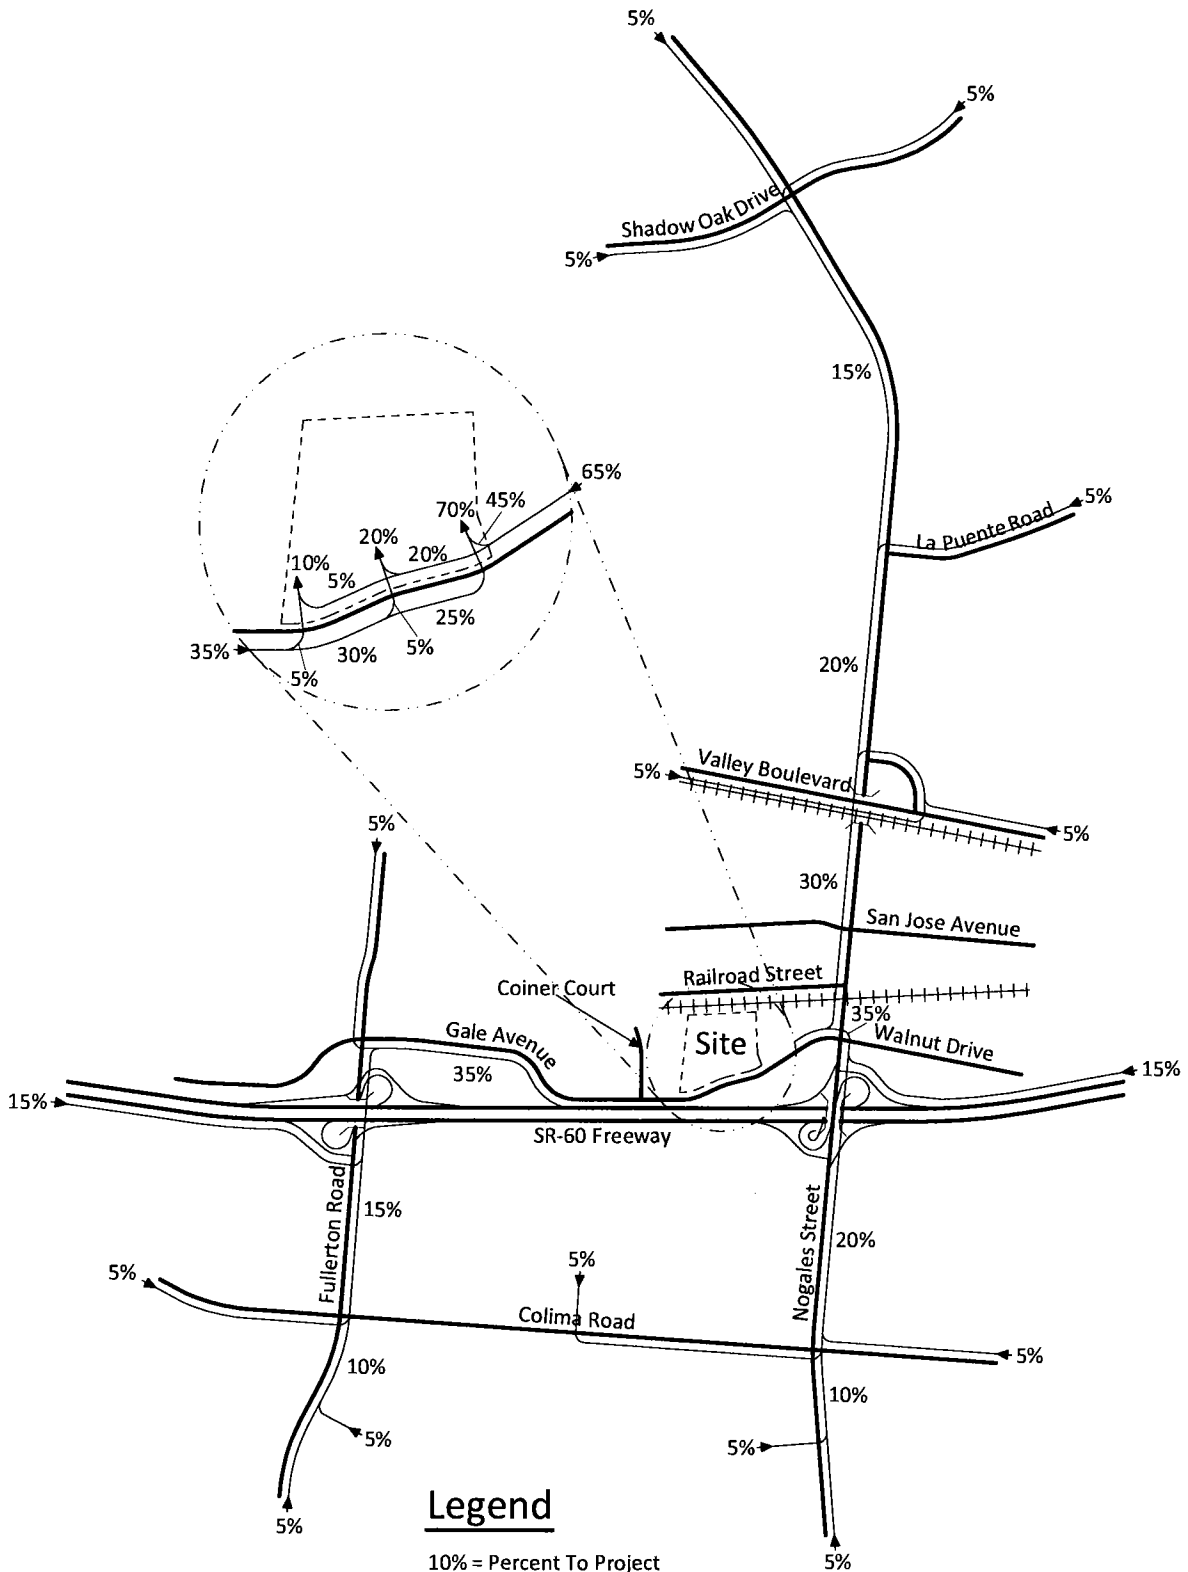 5%
5%
Shadow Oak Drive
5%
15%
65%
5%
45%
70%
La Puente Road
20%
20%
10%
5%
25%
5%
35%
30%
20%
5%
Valley Boulevard
5%
5%
5%
30%
San Jose Avenue
Railroad Street
Coiner Court
35%
Gale Avenue
Site
Walnut Drive
35%
15%
15%
SR-60 Freeway
Fullerton Road
15%
Nogales Street
20%
5%
5%
Colima Road
5%
10%
10%
5%
5%
5%
5%
Legend
10% = Percent To Project